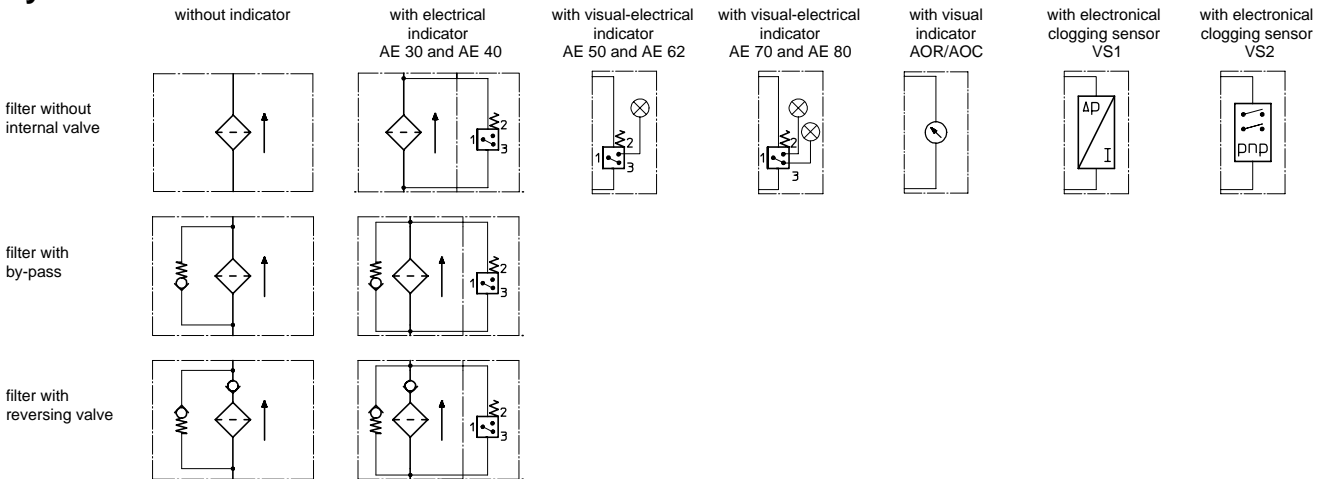 without indicator
with electrical
indicator
AE 30 and AE 40
with visual-electrical
indicator
AE 50 and AE 62
with visual-electrical
indicator
AE 70 and AE 80
with visual
indicator
AOR/AOC
with electronical
clogging sensor
VS1
with electronical
clogging sensor
VS2
filter without
internal valve
1 2 3
1 2 3
1 2 3
Δp
I
pnp
filter with
by-pass
1 2 3
filter with
reversing valve
1 2 3